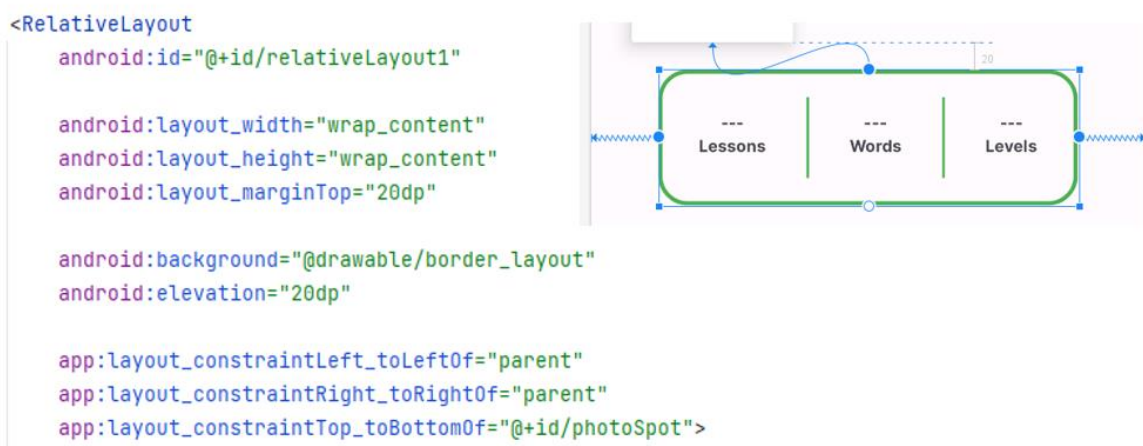 <RelativeLayout
android:id="@+id/relativeLayout1"
android:layout_width="wrap_content"
android:layout_height="wrap_content"
android:layout_marginTop="20dp"
android:background="@drawable/border_layout"
android:elevation="20dp"
app:layout_constraintLeft_toLeftOf="parent"
app:layout_constraintRight_toRightOf="parent"
app:layout_constraintTop_toBottomOf="@+id/photoSpot">
20
--- --- ---
Lessons Words Levels